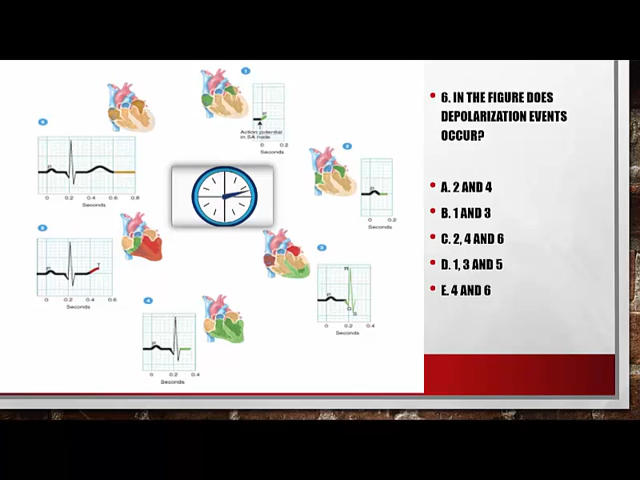 6. IN THE FIGURE DOES
DEPOLARIZATION EVENTS
OCCUR?
A. 2 AND 4
B. 1 AND 3
C. 2, 4 AND 6
D. 1, 3 AND 5
E. 4 AND 6
1
Action potential
in SA node
0 0.2
Seconds
2
0 0.2
Seconds
3
R
Q
S
0 0.2 0.4
Seconds
4
0 0.2 0.4
Seconds
5
T
0 0.2 0.4 0.6
Seconds
6
0 0.2 0.4 0.6 0.8
Seconds